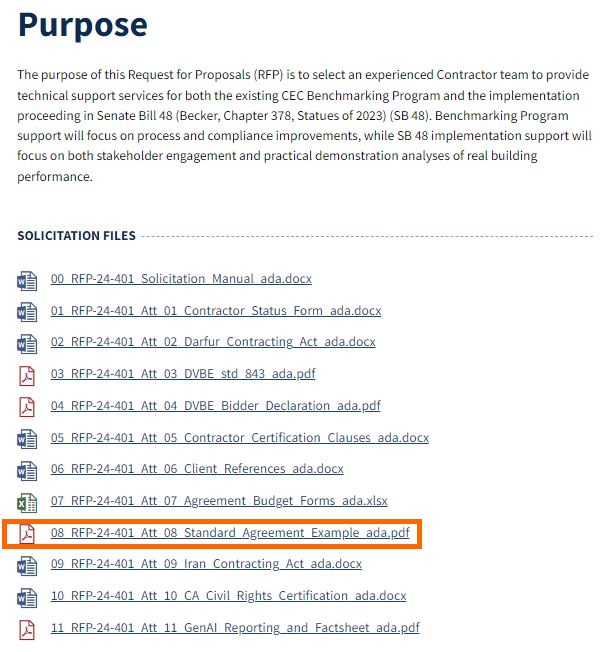 Purpose
The purpose of this Request for Proposals (RFP) is to select an experienced Contractor team to provide
technical support services for both the existing CEC Benchmarking Program and the implementation
proceeding in Senate Bill 48 (Becker, Chapter 378, Statues of 2023) (SB 48). Benchmarking Program
support will focus on process and compliance improvements, while SB 48 implementation support will
focus on both stakeholder engagement and practical demonstration analyses of real building
performance.
SOLICITATION FILES
00_RFP-24-401_Solicitation_Manual_ada.docx
01_RFP-24-401_Att_01_Contractor_Status_Form_ada.docx
02_RFP-24-401_Att_02_Darfur_Contracting_Act_ada.docx
03_RFP-24-401_Att_03_DVBE_std_843_ada.pdf
04_RFP-24-401_Att_04_DVBE_Bidder_Declaration_ada.pdf
05_RFP-24-401_Att_05_Contractor_Certification_Clauses_ada.docx
06_RFP-24-401_Att_06_Client_References_ada.docx
07_RFP-24-401_Att_07_Agreement_Budget_Forms_ada.xlsx
08_RFP-24-401_Att_08_Standard_Agreement_Example_ada.pdf
09_RFP-24-401_Att_09_Iran_Contracting_Act_ada.docx
10_RFP-24-401_Att_10_CA_Civil_Rights_Certification_ada.docx
11_RFP-24-401_Att_11_GenAI_Reporting_and_Factsheet_ada.pdf